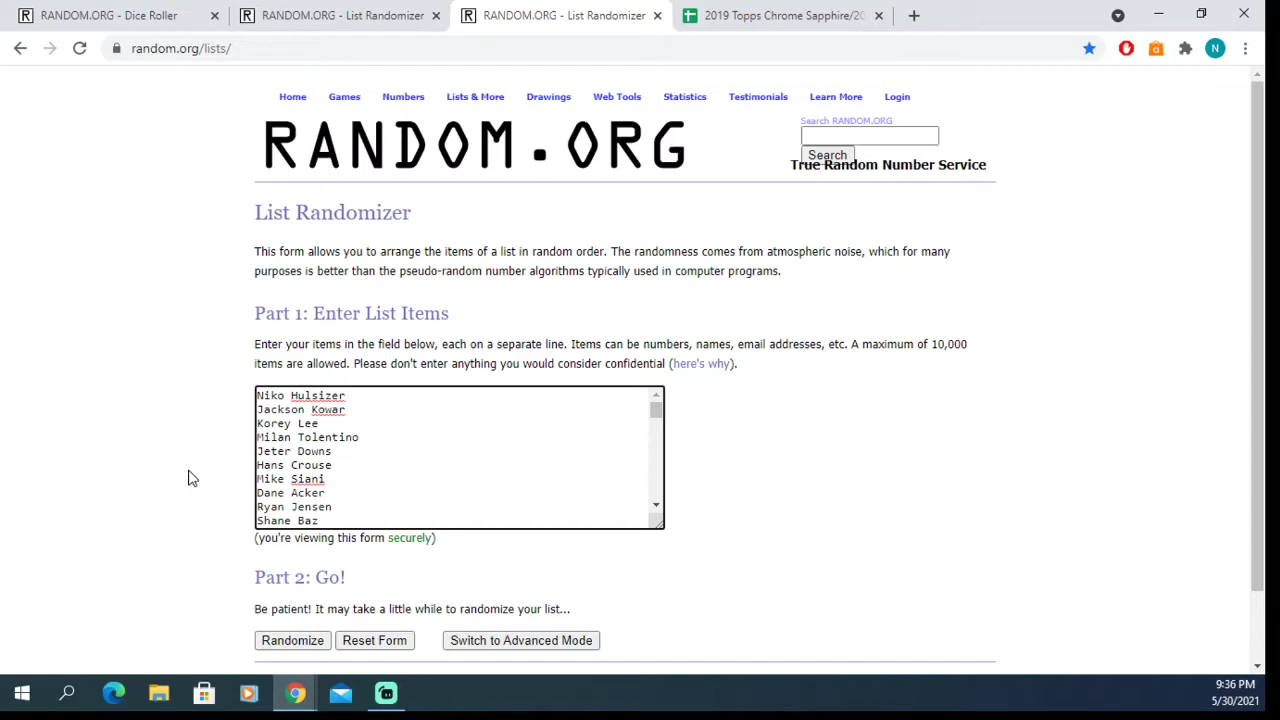 RANDOM.ORG - Dice Roller
RANDOM.ORG - List Randomizer
RANDOM.ORG - List Randomizer
2019 Topps Chrome Sapphire/20
random.org/lists/
N
Home Games Numbers Lists & More Drawings Web Tools Statistics Testimonials Learn More Login
RANDOM.ORG
Search RANDOM.ORG
Search
True Random Number Service
List Randomizer
This form allows you to arrange the items of a list in random order. The randomness comes from atmospheric noise, which for many
purposes is better than the pseudo-random number algorithms typically used in computer programs.
Part 1: Enter List Items
Enter your items in the field below, each on a separate line. Items can be numbers, names, email addresses, etc. A maximum of 10,000
items are allowed. Please don't enter anything you would consider confidential (here's why).
Niko Hulsizer
Jackson Kowar
Korey Lee
Milan Tolentino
Jeter Downs
Hans Crouse
Mike Siani
Dane Acker
Ryan Jensen
Shane Baz
(you're viewing this form securely)
Part 2: Go!
Be patient! It may take a little while to randomize your list...
Randomize Reset Form Switch to Advanced Mode
9:36 PM
5/30/2021